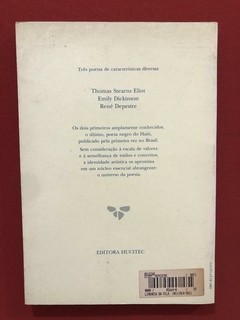 Três poetas de características diversas
Thomas Stearns Eliot
Emily Dickinson
René Depestre
Os dois primeiros amplamente conhecidos,
o último, poeta negro do Haiti,
publicado pela primeira vez no Brasil.
Sem consideração à escala de valores
e à semelhança de estilos e conceitos,
a identidade artística os aproxima
em um núcleo essencial abrangente:
o universo da poesia.
EDITORA HUCITEC